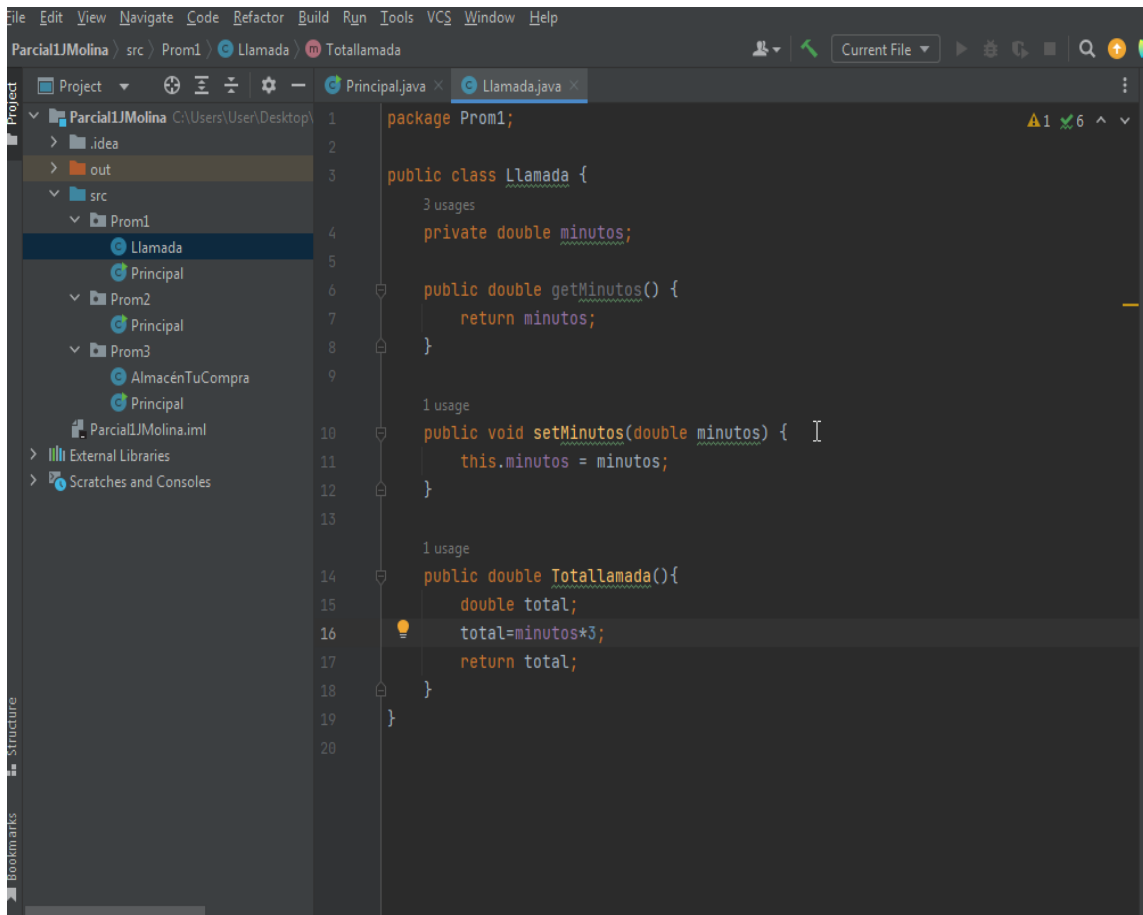 File Edit View Navigate Code Refactor Build Run Tools VCS Window Help
Parcial1JMolina src Prom1 Llamada m Totallamada Current File
Project Principal.java Llamada.java
Project
Parcial1JMolina C:\Users\User\Desktop\
.idea
out
src
Prom1
Llamada
Principal
Prom2
Principal
Prom3
AlmacénTuCompra
Principal
Parcial1JMolina.iml
External Libraries
Scratches and Consoles
Structure
Bookmarks
1 package Prom1; 1 6
2
3 public class Llamada {
3 usages
4 private double minutos;
5
6 public double getMinutos() {
7 return minutos;
8 }
9
1 usage
10 public void setMinutos(double minutos) {
11 this.minutos = minutos;
12 }
13
1 usage
14 public double Totallamada(){
15 double total;
16 total=minutos*3;
17 return total;
18 }
19 }
20